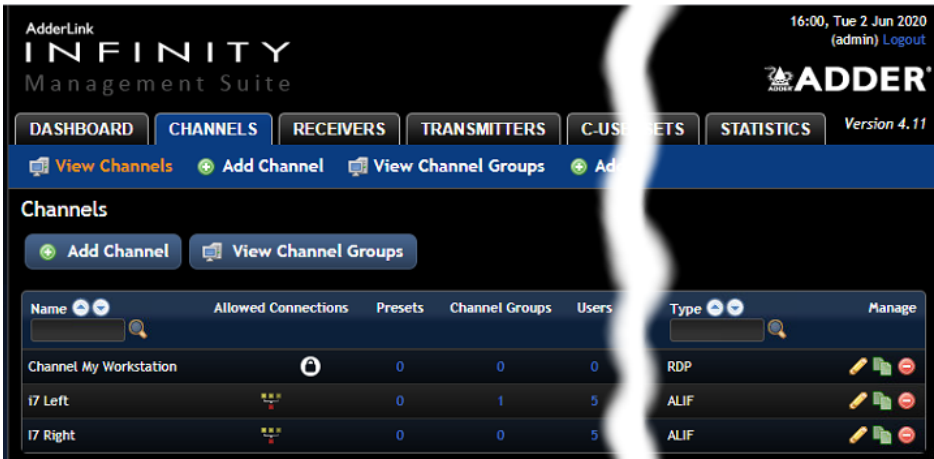 AdderLink
INFINITY
Management Suite
16:00, Tue 2 Jun 2020
(admin) Logout
ADDER
ADDER®
DASHBOARD CHANNELS RECEIVERS TRANSMITTERS STATISTICS Version 4.11
View Channels Add Channel View Channel Groups
Channels
Add Channel View Channel Groups
Name Allowed Connections Presets Channel Groups Users Type Manage
Channel My Workstation 0 0 0 RDP
i7 Left 0 1 5 ALIF
I7 Right 0 0 5 ALIF